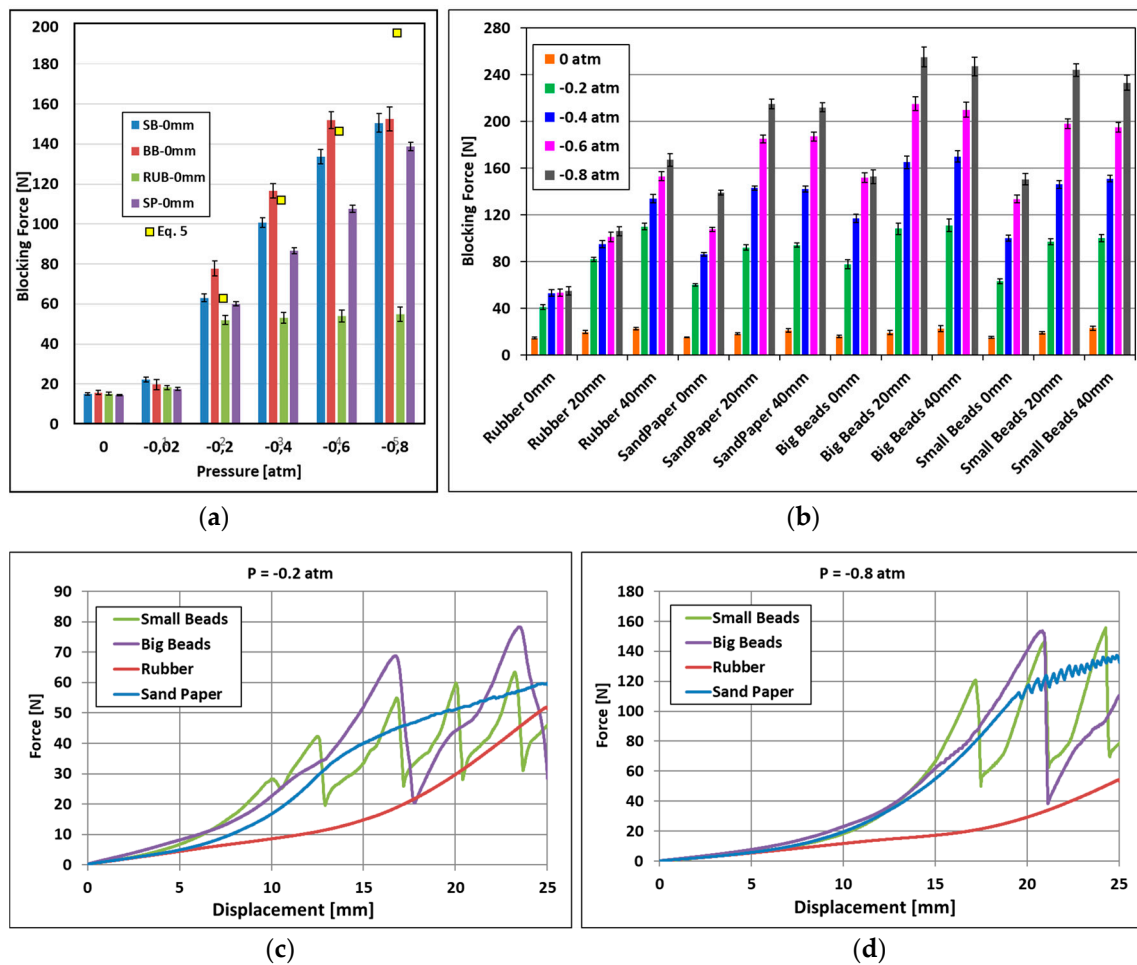 200
180
160
140
120
100
80
60
40
20
0
Blocking Force [N]
SB-0mm
BB-0mm
RUB-0mm
SP-0mm
Eq. 5
0
-0,02
-0,2
-0,4
-0,6
-0,8
1
2
3
4
5
Pressure [atm]
(a)
280
240
200
160
120
80
40
0
Blocking Force [N]
0 atm
-0.2 atm
-0.4 atm
-0.6 atm
-0.8 atm
Rubber 0mm
Rubber 20mm
Rubber 40mm
SandPaper 0mm
SandPaper 20mm
SandPaper 40mm
Big Beads 0mm
Big Beads 20mm
Big Beads 40mm
Small Beads 0mm
Small Beads 20mm
Small Beads 40mm
(b)
P = -0.2 atm
90
80
70
60
50
40
30
20
10
0
Force [N]
Small Beads
Big Beads
Rubber
Sand Paper
0 5 10 15 20 25
Displacement [mm]
(c)
P = -0.8 atm
180
160
140
120
100
80
60
40
20
0
Force [N]
Small Beads
Big Beads
Rubber
Sand Paper
0 5 10 15 20 25
Displacement [mm]
(d)